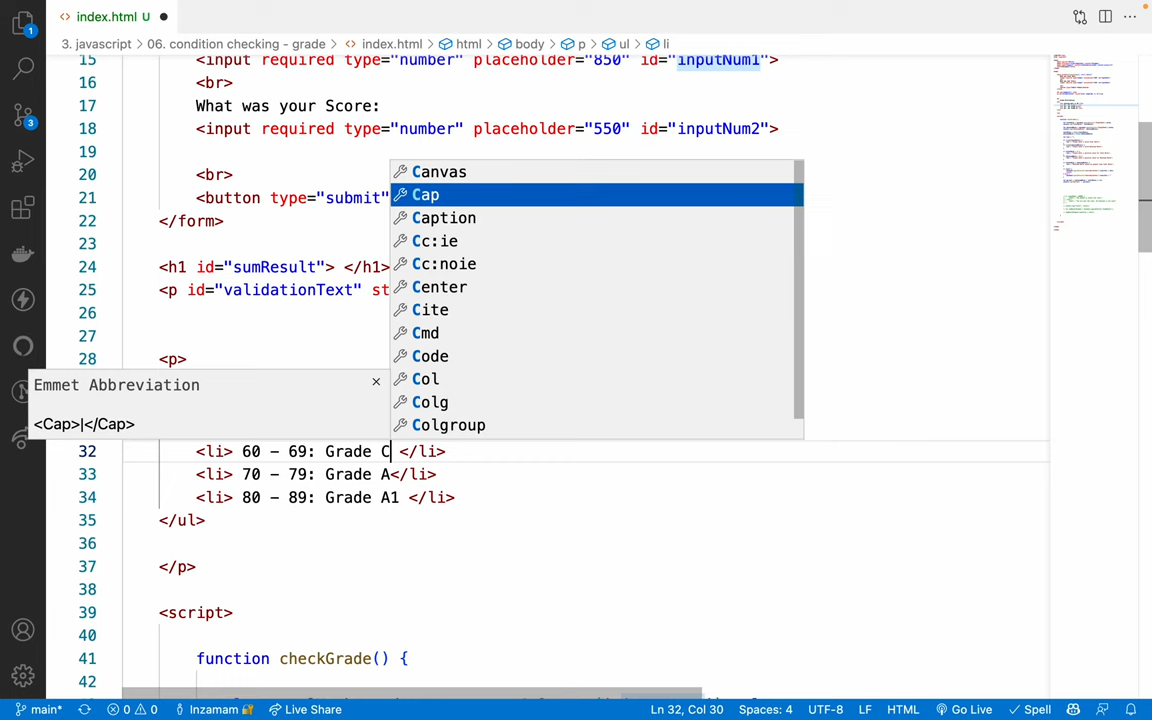 index.html U
3. javascript > 06. condition checking - grade > index.html > html > body > p > ul > li
15 <input required type="number" placeholder="850" id="inputNum1">
16 <br>
17 What was your Score:
18 <input required type="number" placeholder="550" id="inputNum2">
19
20 <br>
21 <button type="submit"
22 </form>
23
24 <h1 id="sumResult"> </h1>
25 <p id="validationText" st
26
27
28 <p>
Canvas
Cap
Caption
Cc:ie
Cc:noie
Center
Cite
Cmd
Code
Col
Colg
Colgroup
Emmet Abbreviation ×
<Cap>|</Cap>
32 <li> 60 - 69: Grade C </li>
33 <li> 70 - 79: Grade A</li>
34 <li> 80 - 89: Grade A1 </li>
35 </ul>
36
37 </p>
38
39 <script>
40
41 function checkGrade() {
42
1
3
main* 0 0 Inzamam Live Share Ln 32, Col 30 Spaces: 4 UTF-8 LF HTML Go Live Spell